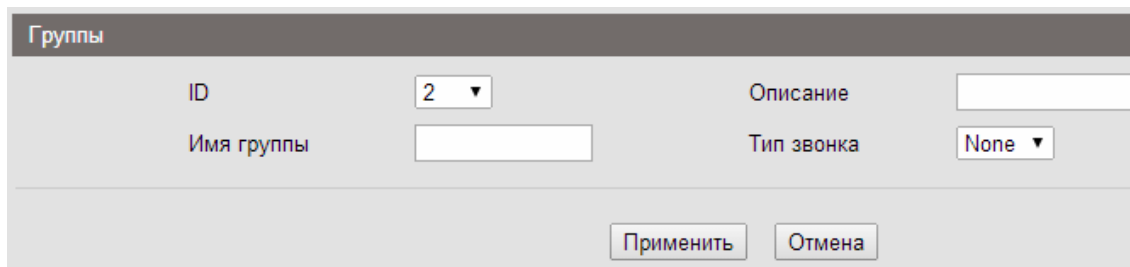 Группы
ID 2 Описание
Имя группы Тип звонка None
Применить Отмена